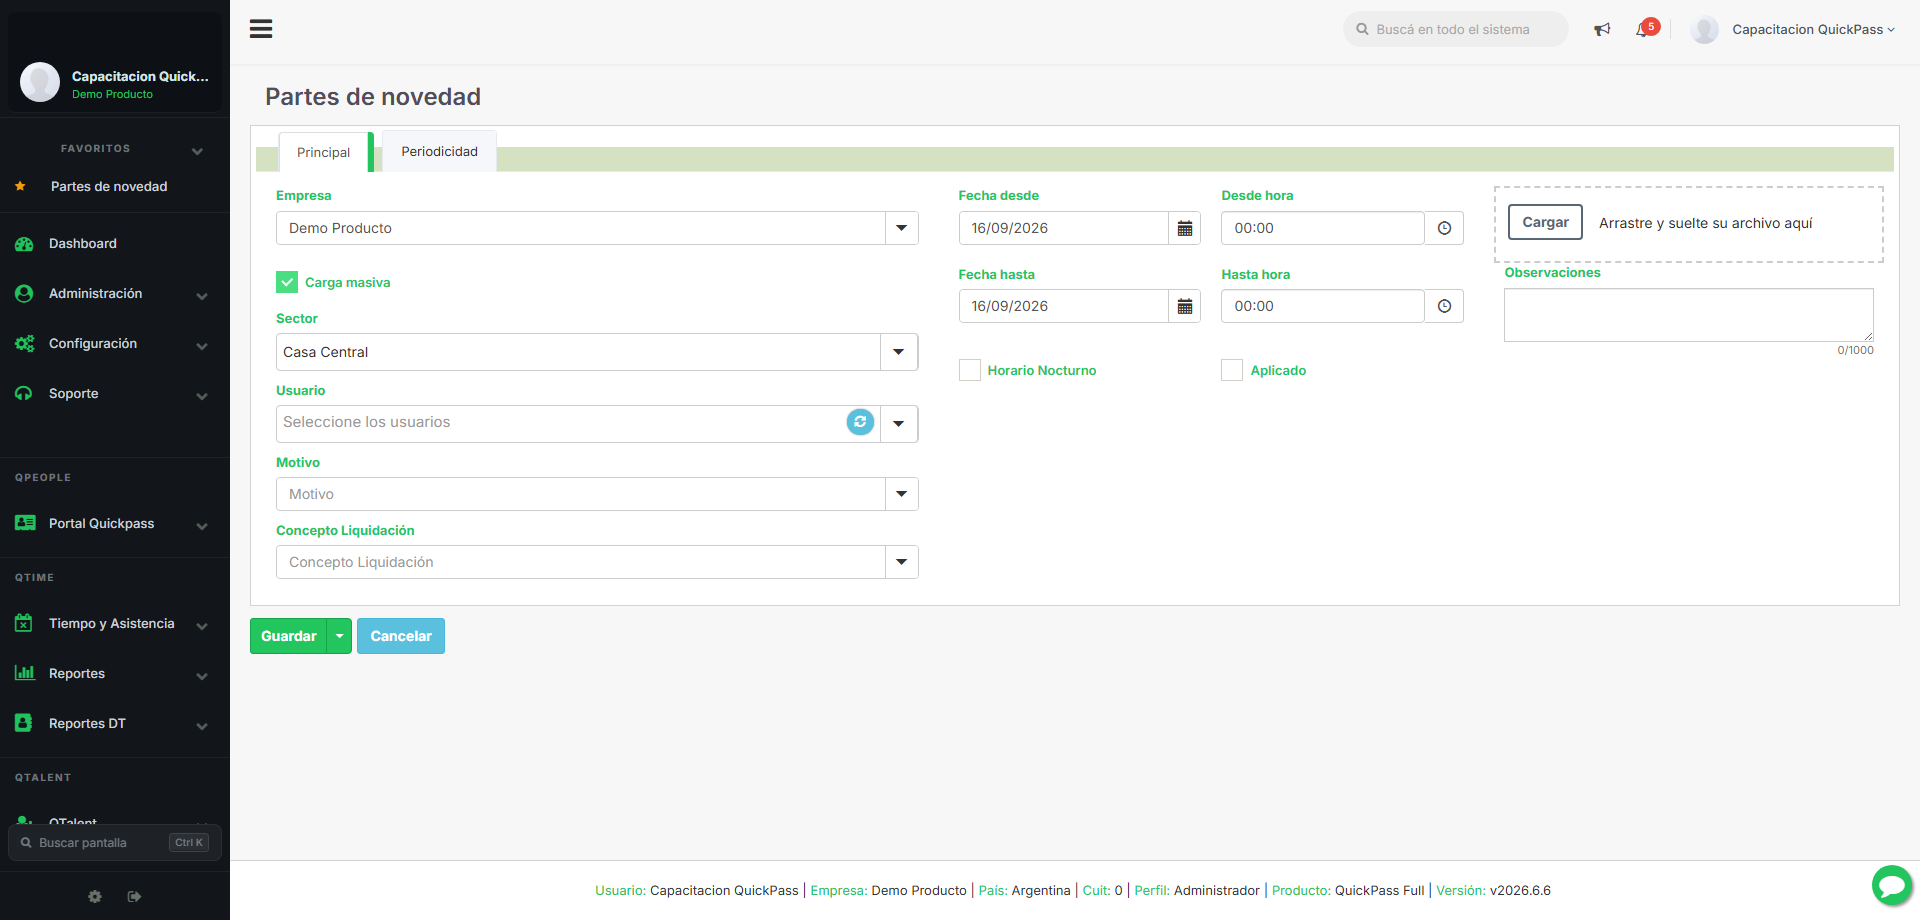 Capacitacion Quick...
Demo Producto
FAVORITOS
Partes de novedad
Dashboard
Administración
Configuración
Soporte
QPEOPLE
Portal Quickpass
QTIME
Tiempo y Asistencia
Reportes
Reportes DT
QTALENT
QTalent
Buscar pantalla
Ctrl K
Buscá en todo el sistema
5
Capacitacion QuickPass
Partes de novedad
Principal
Periodicidad
Empresa
Demo Producto
Carga masiva
Sector
Casa Central
Usuario
Seleccione los usuarios
Motivo
Motivo
Concepto Liquidación
Concepto Liquidación
Fecha desde
16/09/2026
Desde hora
00:00
Fecha hasta
16/09/2026
Hasta hora
00:00
Horario Nocturno
Aplicado
Cargar
Arrastre y suelte su archivo aquí
Observaciones
0/1000
Guardar
Cancelar
Usuario: Capacitacion QuickPass | Empresa: Demo Producto | País: Argentina | Cuit: 0 | Perfil: Administrador | Producto: QuickPass Full | Versión: v2026.6.6